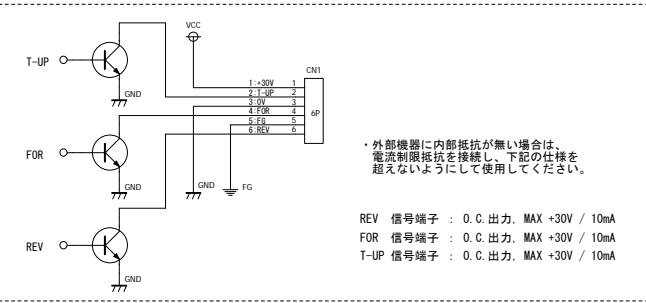 VCC
T-UP
GND
CN1
1:+30V 1
2:T-UP 2
3:0V 3
4:FOR 4
5:FG 5
6:REV 6
6P
FOR
GND
GND
FG
REV
GND
・外部機器に内部抵抗が無い場合は、
電流制限抵抗を接続し、下記の仕様を
超えないようにして使用してください。
REV 信号端子 : O.C.出力, MAX +30V / 10mA
FOR 信号端子 : O.C.出力, MAX +30V / 10mA
T-UP 信号端子 : O.C.出力, MAX +30V / 10mA